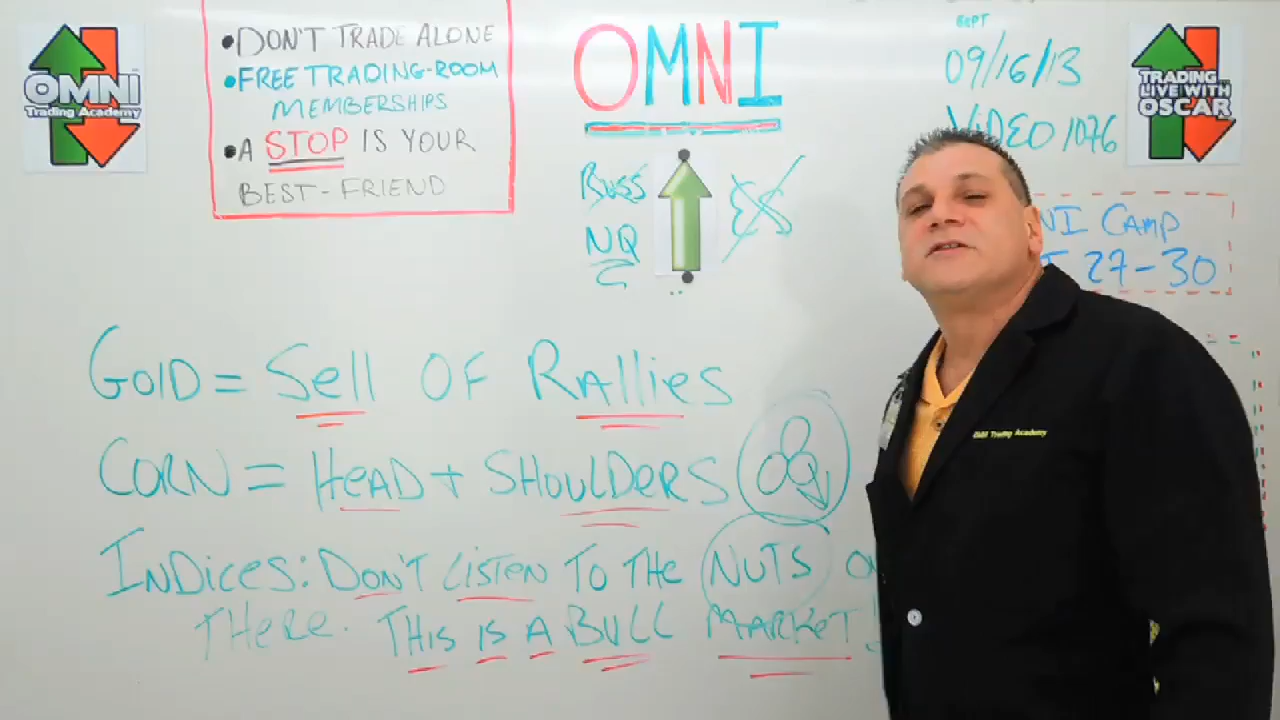 OMNI
Trading Academy
•DON'T TRADE ALONE
•FREE TRADING-ROOM
MEMBERSHIPS
•A STOP IS YOUR
BEST-FRIEND
OMNI
BUSS
NQ
ES
SEPT
09/16/13
VIDEO 1076
TRADING
LIVE WITH
OSCAR
CAMP
27-30
GOlD = Sell OF RAllieS
CORN = HeAD + SHOULDeRS
INDiCeS: DON'T LiSTeN TO THe NUTS
THeRe. THiS iS A BULL MARKeT!
OMNI Trading Academy